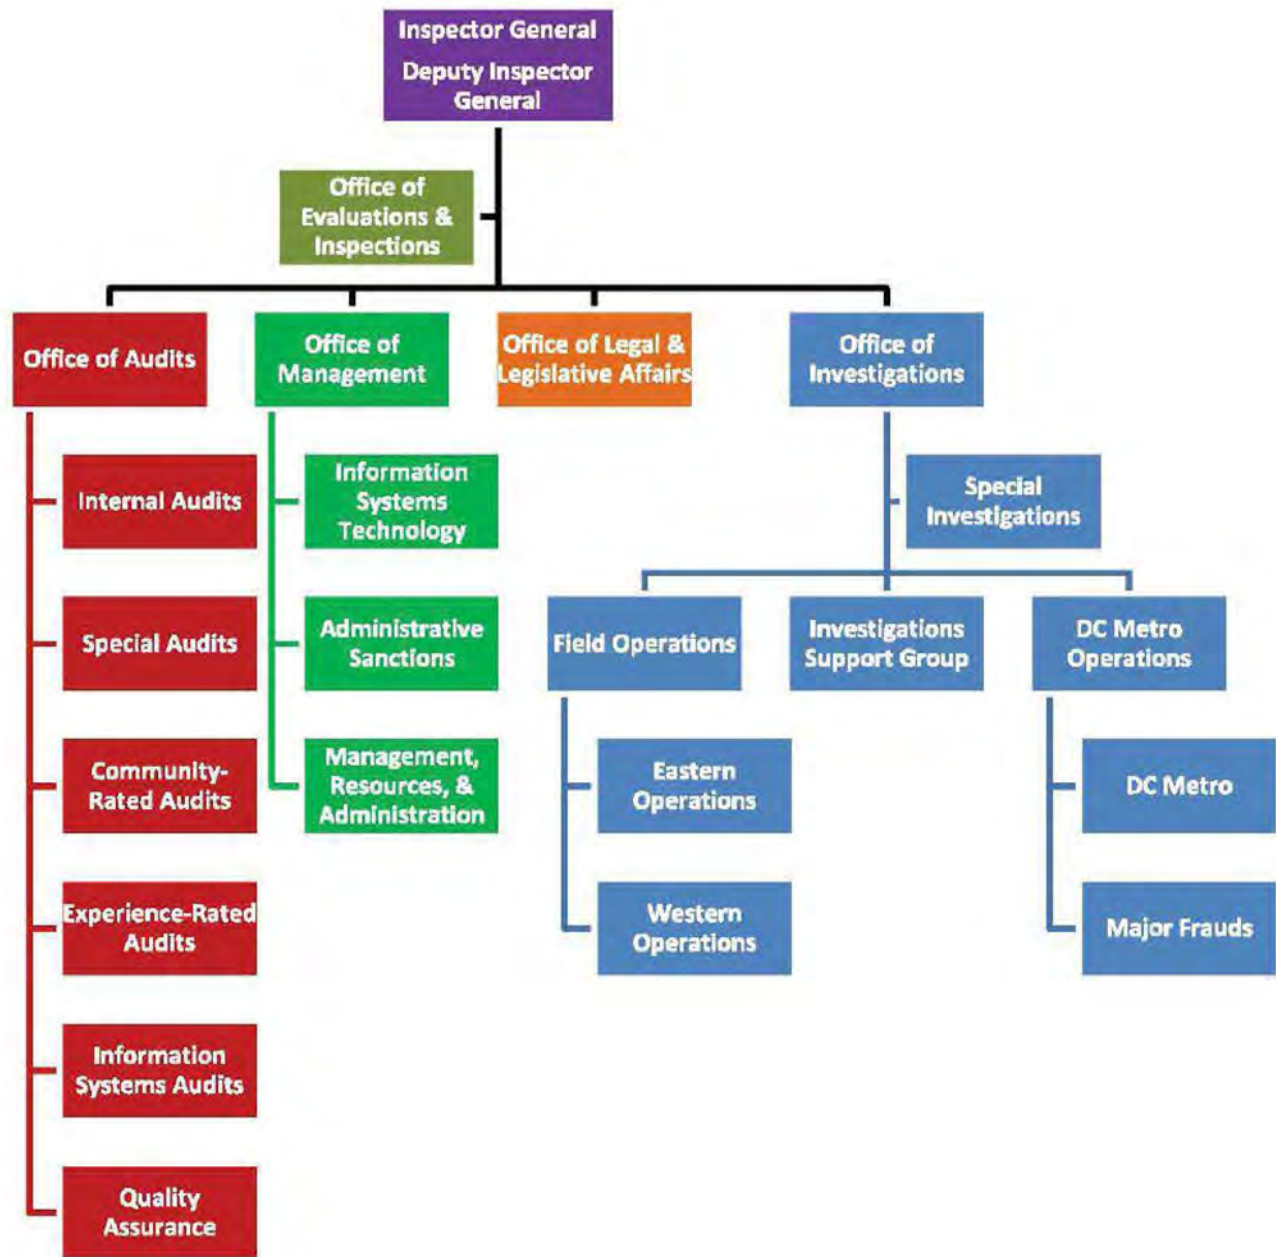 Inspector General
Deputy Inspector
General
Office of
Evaluations &
Inspections
Office of Audits
Office of
Management
Office of Legal &
Legislative Affairs
Office of
Investigations
Internal Audits
Information
Systems
Technology
Special
Investigations
Special Audits
Administrative
Sanctions
Field Operations
Investigations
Support Group
DC Metro
Operations
Community-
Rated Audits
Management,
Resources, &
Administration
Eastern
Operations
DC Metro
Experience-Rated
Audits
Western
Operations
Major Frauds
Information
Systems Audits
Quality
Assurance